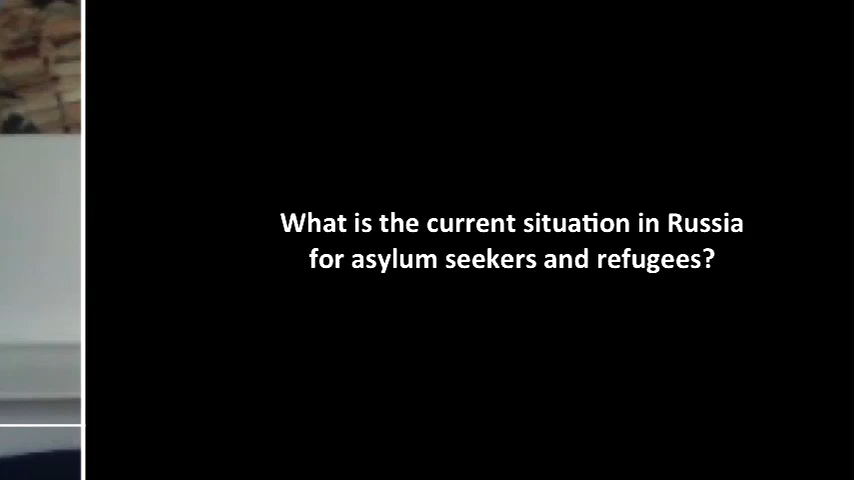 What is the current situation in Russia
for asylum seekers and refugees?